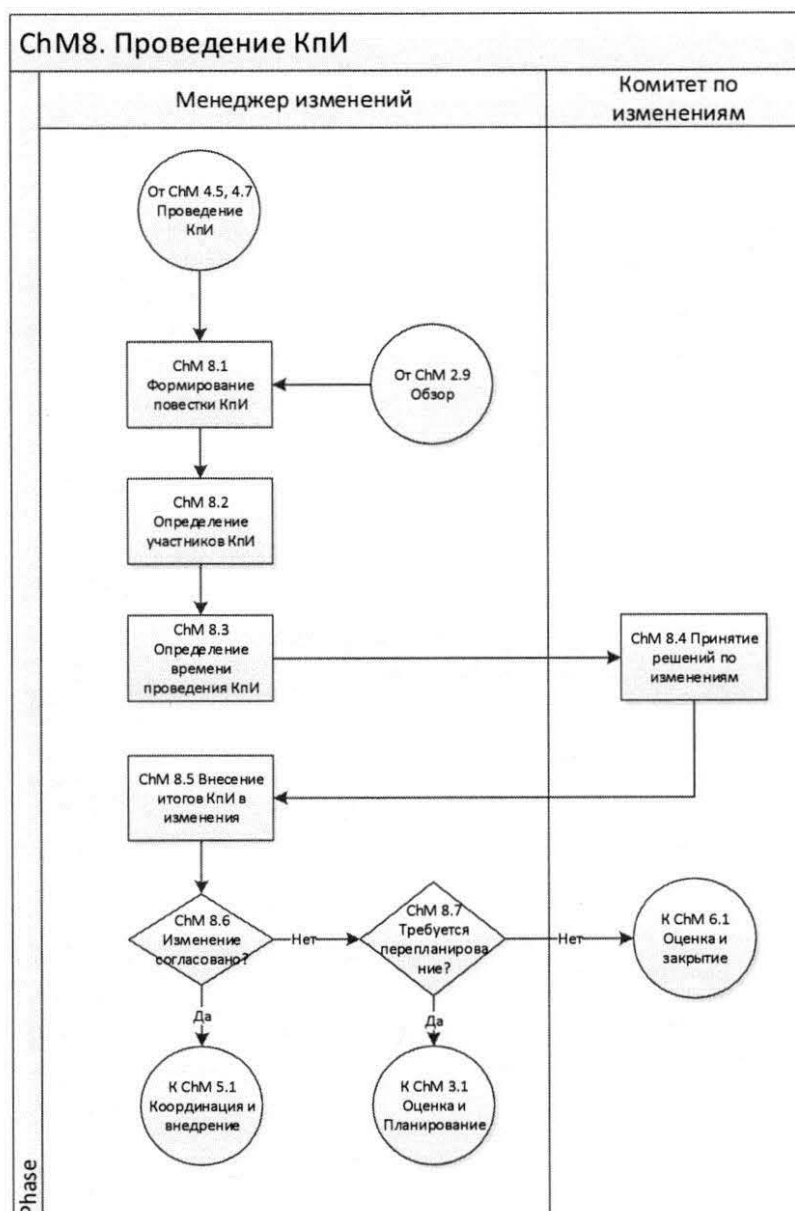 ChM8. Проведение КпИ
Менеджер изменений
Комитет по
изменениям
От ChM 4.5, 4.7
Проведение
КпИ
ChM 8.1
Формирование
повестки КпИ
От ChM 2.9
Обзор
ChM 8.2
Определение
участников КпИ
ChM 8.3
Определение
времени
проведения КпИ
ChM 8.4 Принятие
решений по
изменениям
ChM 8.5 Внесение
итогов КпИ в
изменения
ChM 8.6
Изменение
согласовано?
Нет
ChM 8.7
Требуется
перепланирова
ние?
Нет
К ChM 6.1
Оценка и
закрытие
Да
Да
К ChM 5.1
Координация и
внедрение
К ChM 3.1
Оценка и
Планирование
Phase